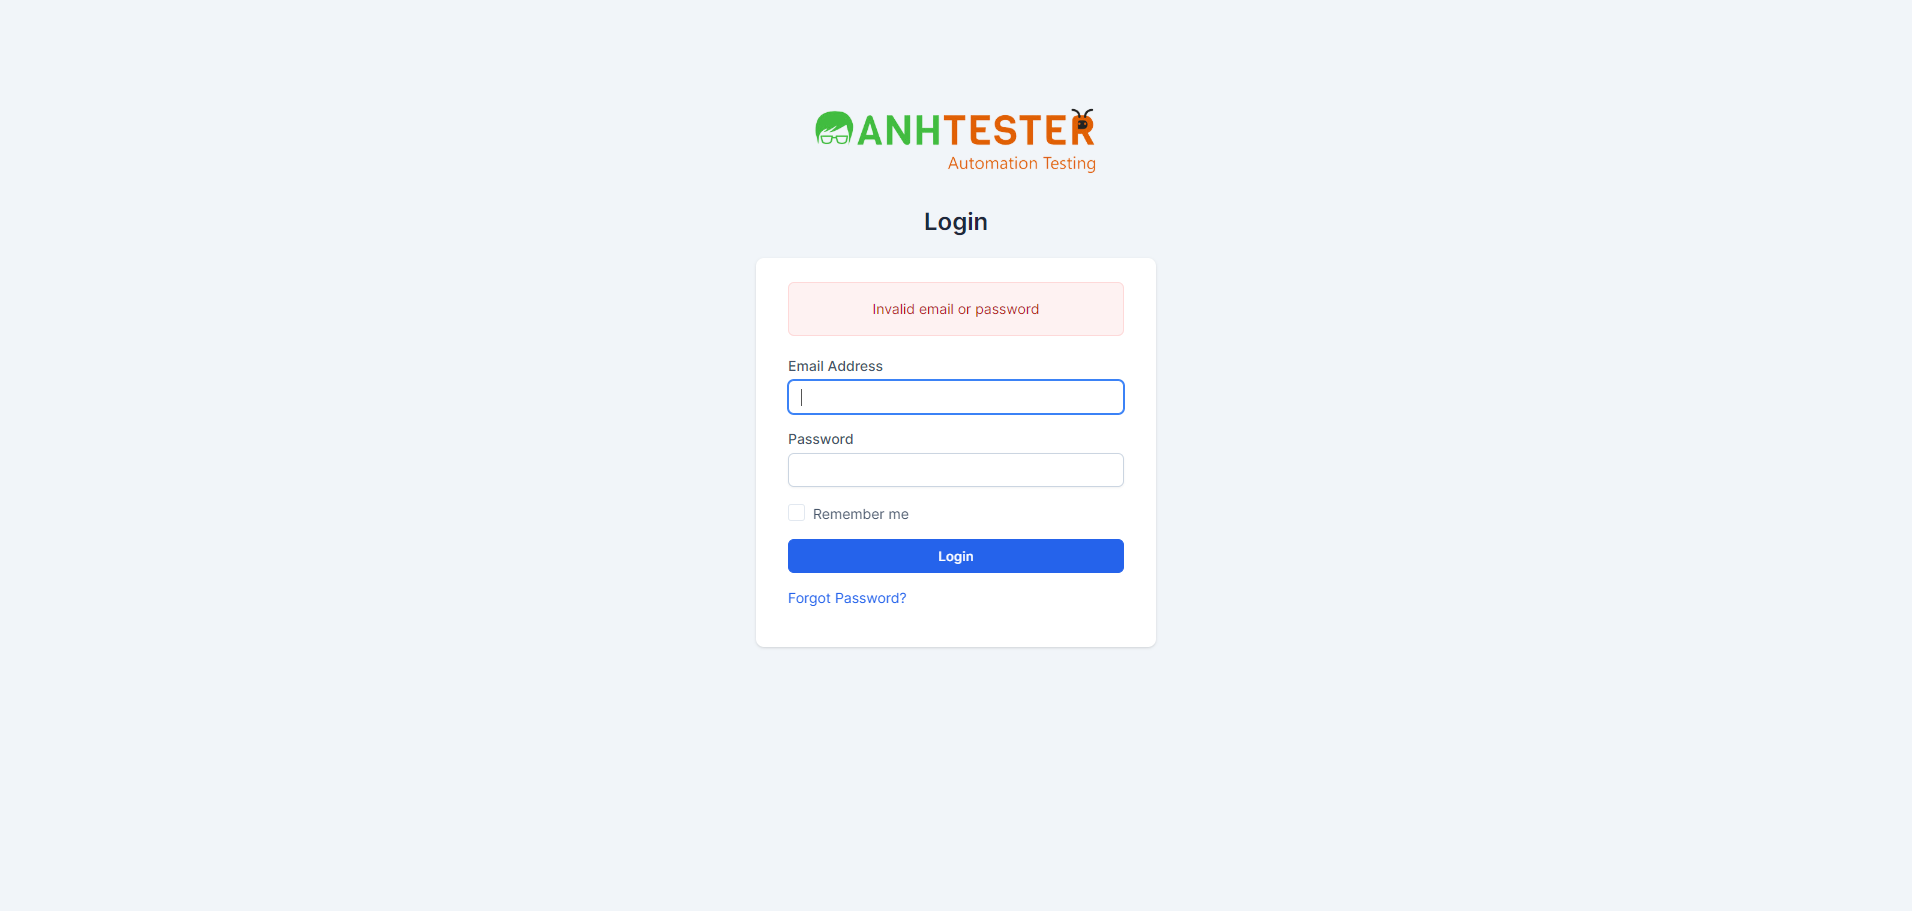 ANHTESTER
Automation Testing
Login
Invalid email or password
Email Address
Password
Remember me
Login
Forgot Password?